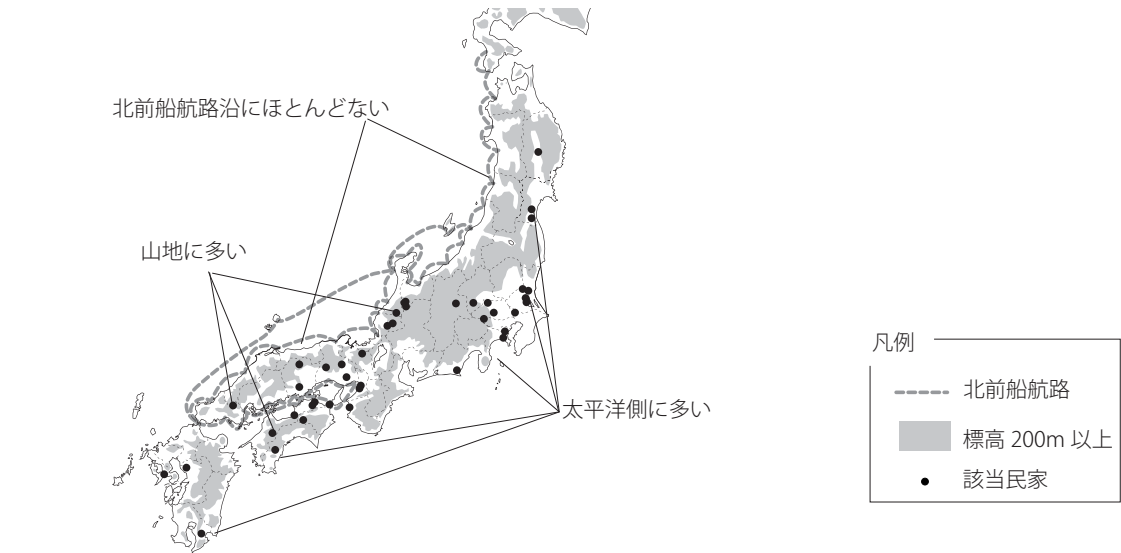 北前船航路沿にほとんどない
山地に多い
太平洋側に多い
凡例
北前船航路
標高 200m 以上
該当民家